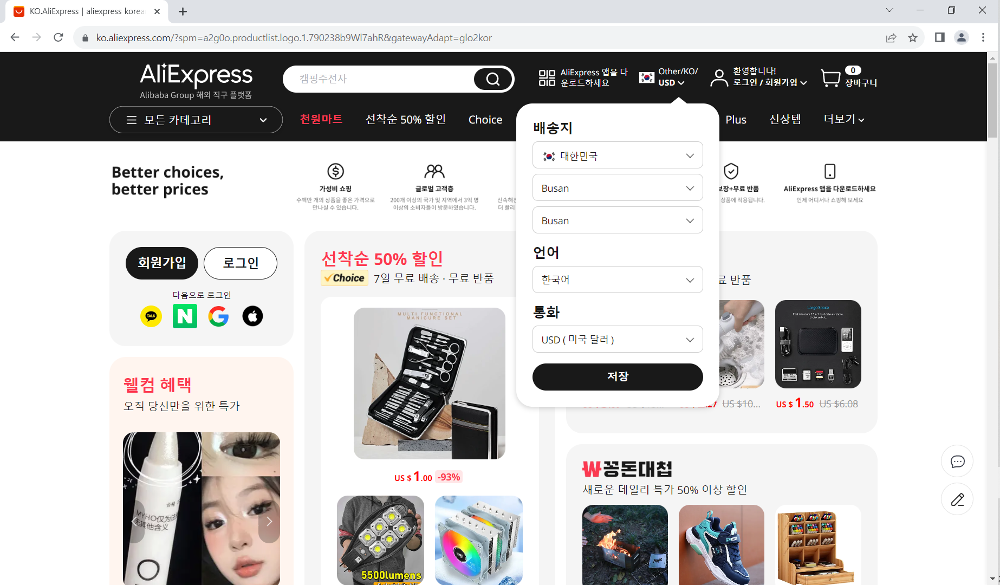 KO.AliExpress | aliexpress korea
ko.aliexpress.com/?spm=a2g0o.productlist.logo.1.790238b9Wl7ahR&gatewayAdapt=glo2kor
AliExpress
Alibaba Group 해외 직구 플랫폼
캠핑주전자
AliExpress 앱을 다
운로드하세요
Other/KO/
USD
환영합니다!
로그인 / 회원가입
0
장바구니
모든 카테고리
천원마트
선착순 50% 할인
Choice
Plus
신상템
더보기
Better choices,
better prices
가성비 쇼핑
수백만 개의 상품을 좋은 가격으로
만나실 수 있습니다.
글로벌 고객층
200개 이상의 국가 및 지역에서 3억 명
이상의 소비자들이 방문하였습니다.
신속해진
더 빨리
보장+무료 반품
상품에 적용됩니다.
AliExpress 앱을 다운로드하세요
언제 어디서나 쇼핑해 보세요
배송지
대한민국
Busan
Busan
언어
한국어
통화
USD ( 미국 달러 )
저장
회원가입
로그인
다음으로 로그인
TALK
N
웰컴 혜택
오직 당신만을 위한 특가
MYHO仅为注
无其他含义
선착순 50% 할인
Choice
7일 무료 배송 · 무료 반품
MULTI FUNCTIONAL
MANICURE SET
US $1.00 -93%
5500lumens
료 반품
Large Space
US $10...
US $1.50 US $6.08
₩꽁돈대첩
새로운 데일리 특가 50% 이상 할인